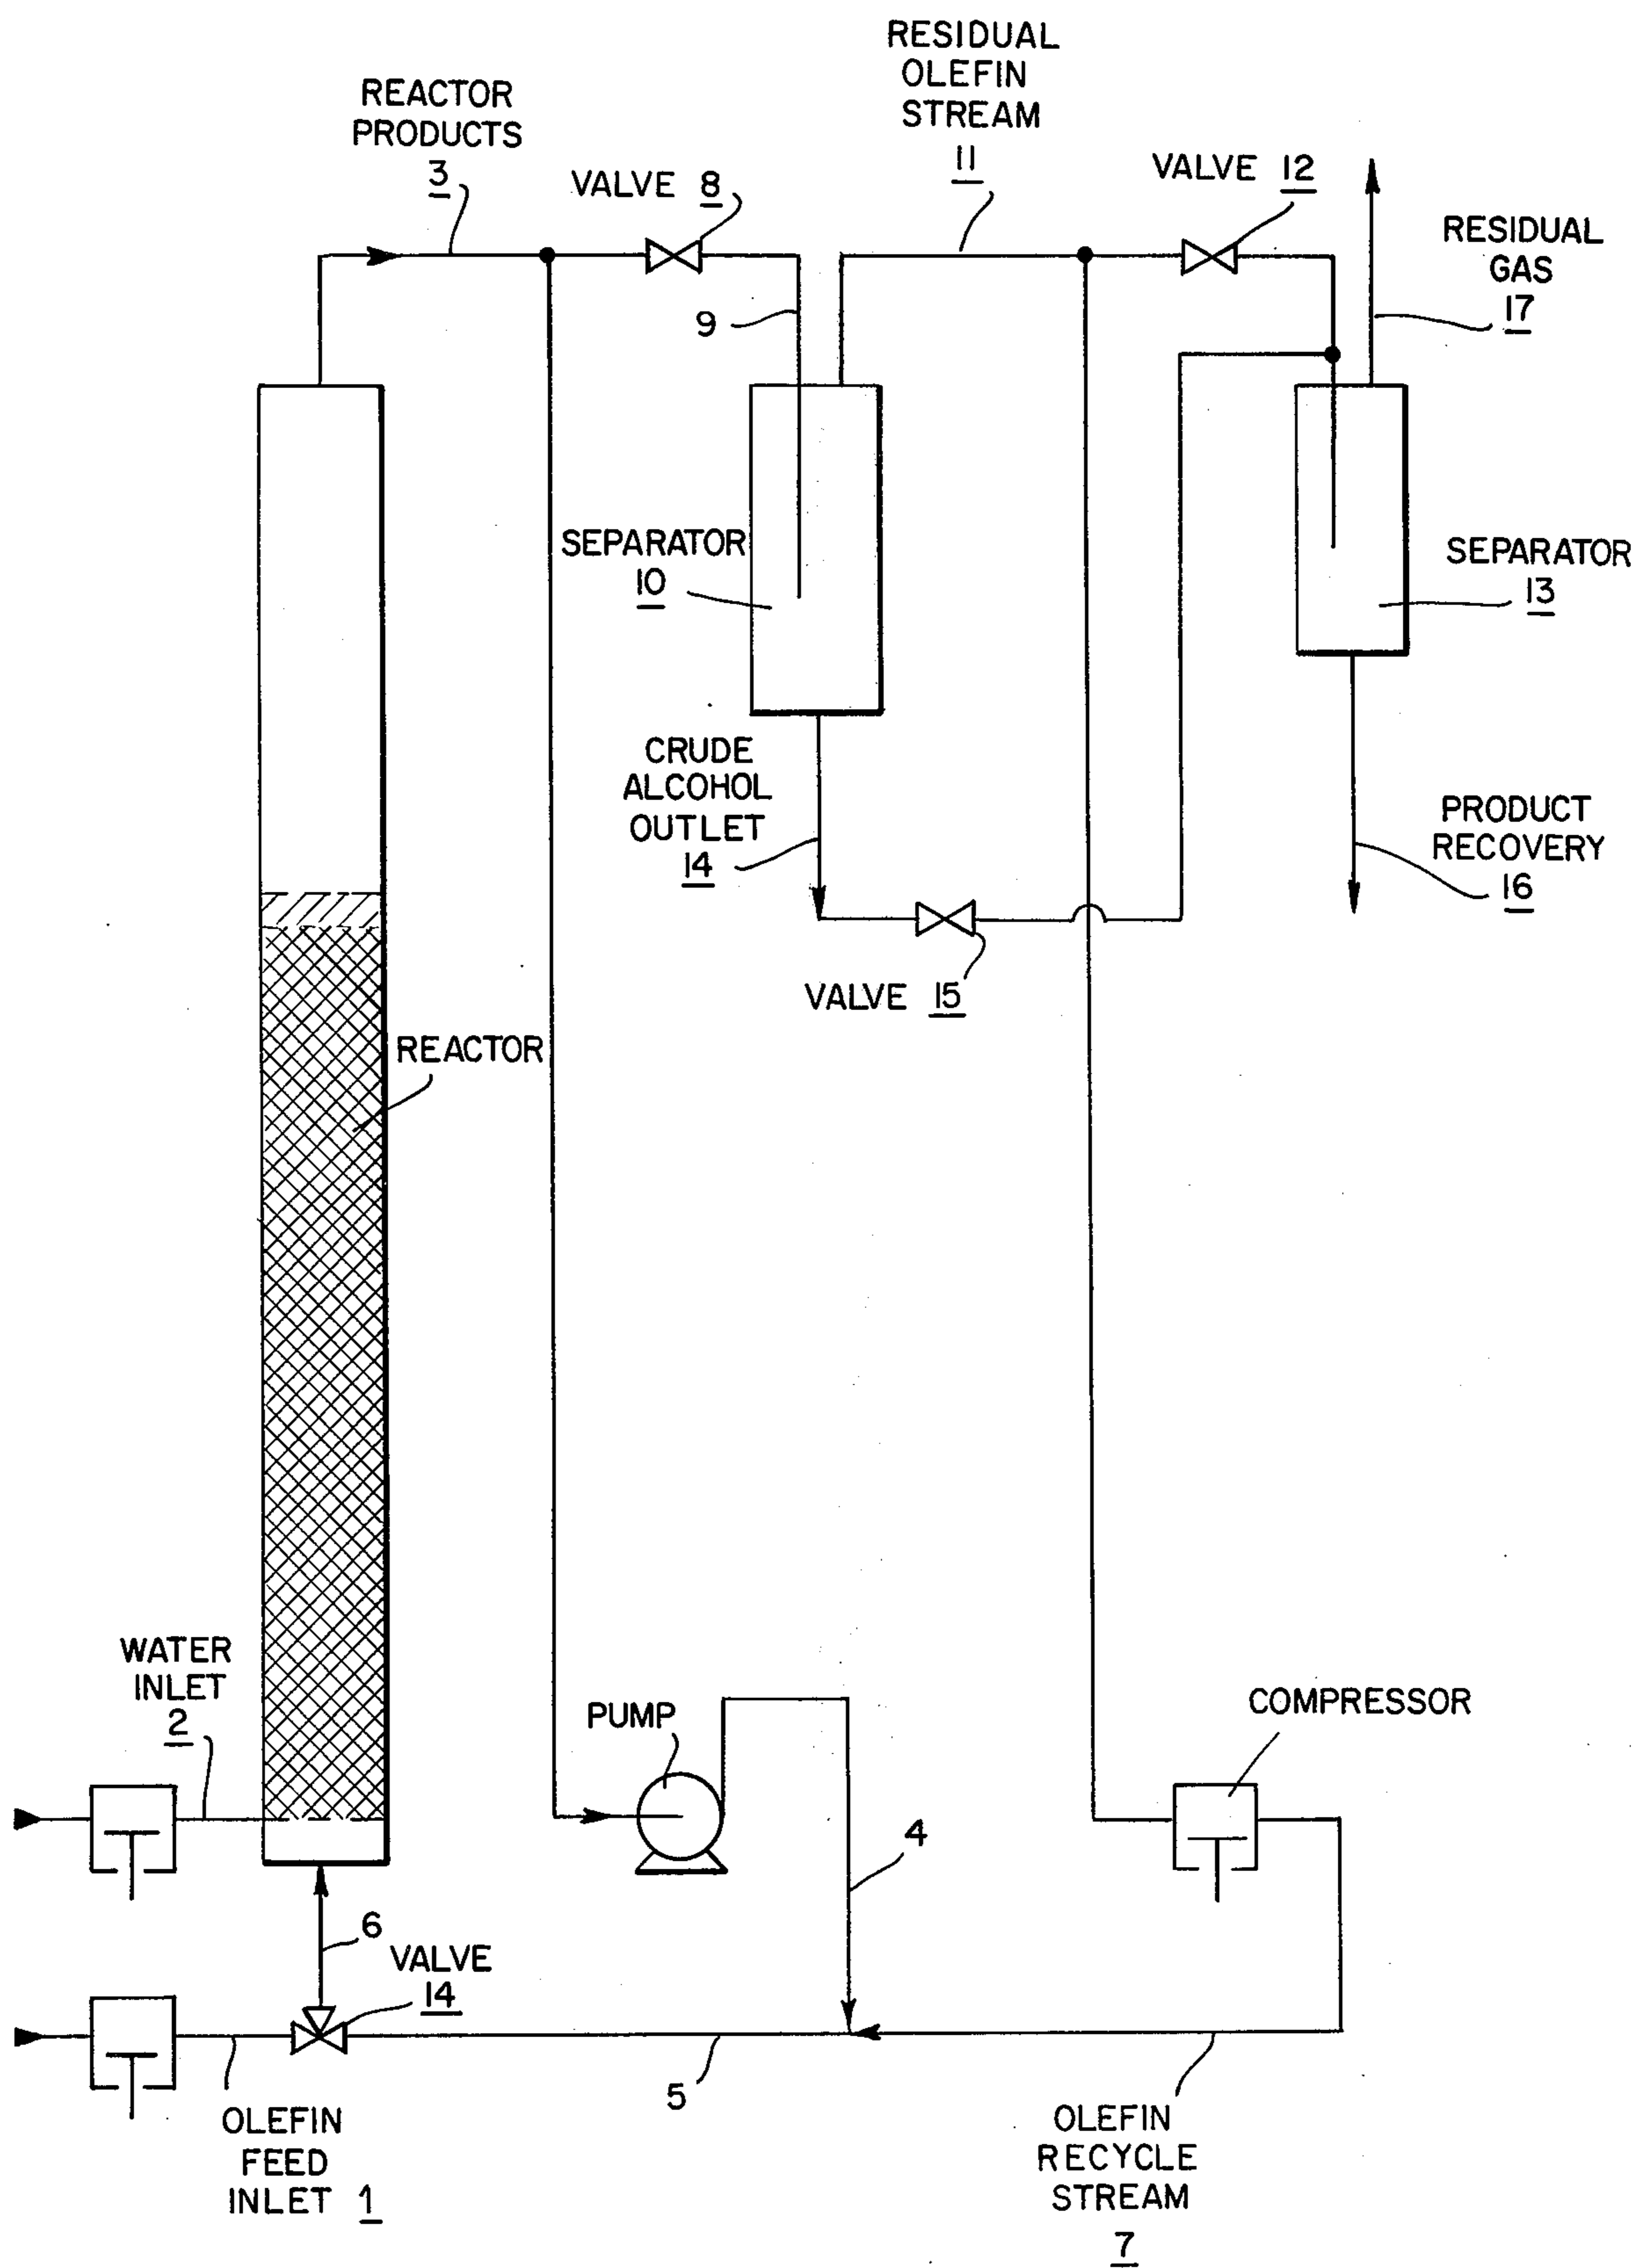 RESIDUAL
OLEFIN
STREAM
11
REACTOR
PRODUCTS
3
VALVE 8
VALVE 12
RESIDUAL
GAS
17
9
SEPARATOR
10
SEPARATOR
13
CRUDE
ALCOHOL
OUTLET
14
PRODUCT
RECOVERY
16
VALVE 15
REACTOR
WATER
INLET
2
PUMP
COMPRESSOR
4
6
VALVE
14
5
OLEFIN
FEED
INLET 1
OLEFIN
RECYCLE
STREAM
7